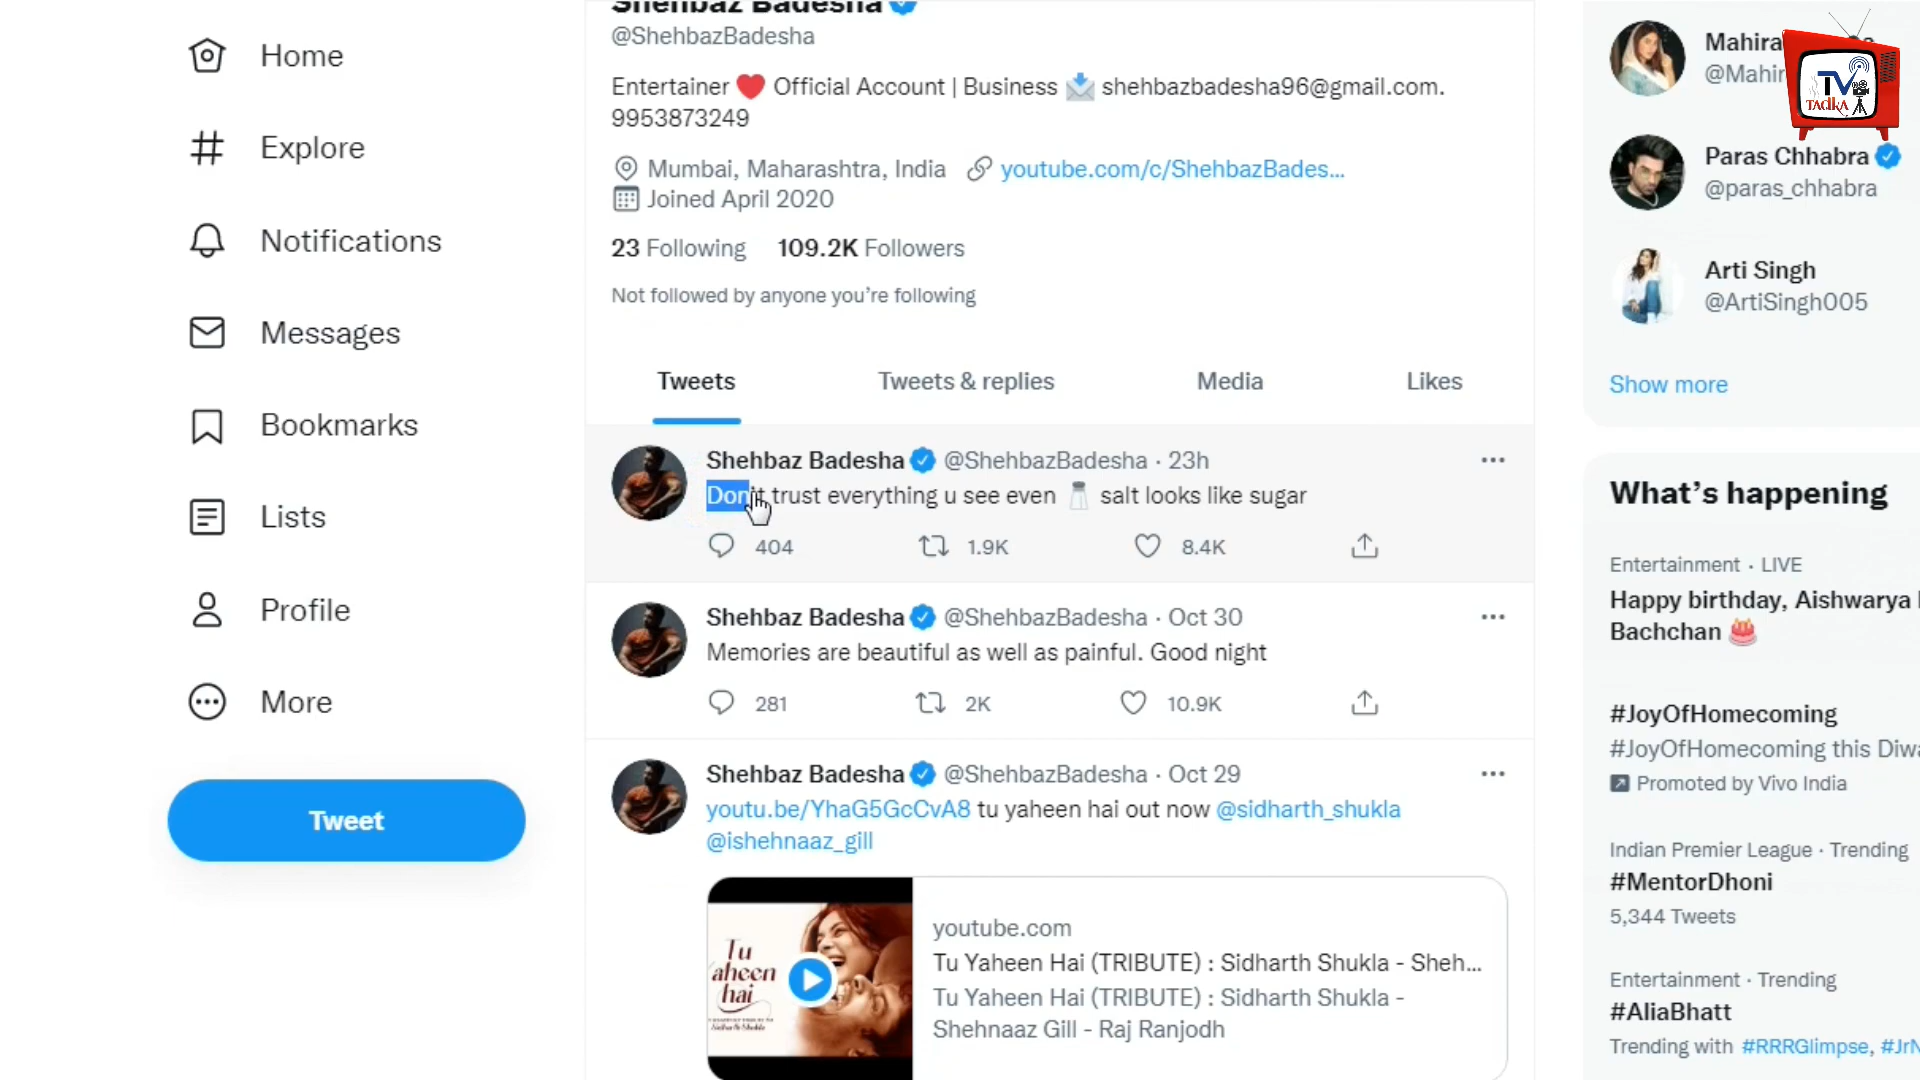 Home
Explore
Notifications
Messages
Bookmarks
Lists
Profile
More
Tweet
Shehbaz Badesha
@ShehbazBadesha
Entertainer ❤️ Official Account | Business 📩 shehbazbadesha96@gmail.com.
9953873249
Mumbai, Maharashtra, India youtube.com/c/ShehbazBades...
Joined April 2020
23 Following 109.2K Followers
Not followed by anyone you're following
Tweets Tweets & replies Media Likes
Shehbaz Badesha @ShehbazBadesha · 23h
Don't trust everything u see even 🧂 salt looks like sugar
404 1.9K 8.4K
Shehbaz Badesha @ShehbazBadesha · Oct 30
Memories are beautiful as well as painful. Good night
281 2K 10.9K
Shehbaz Badesha @ShehbazBadesha · Oct 29
youtu.be/YhaG5GcCvA8 tu yaheen hai out now @sidharth_shukla
@ishehnaaz_gill
Tu
yaheen
hai
youtube.com
Tu Yaheen Hai (TRIBUTE) : Sidharth Shukla - Sheh...
Tu Yaheen Hai (TRIBUTE) : Sidharth Shukla -
Shehnaaz Gill - Raj Ranjodh
Mahira
@Mahir
TV
TADKA
Paras Chhabra
@paras_chhabra
Arti Singh
@ArtiSingh005
Show more
What's happening
Entertainment · LIVE
Happy birthday, Aishwarya
Bachchan 🎂
#JoyOfHomecoming
#JoyOfHomecoming this Diwa
Promoted by Vivo India
Indian Premier League · Trending
#MentorDhoni
5,344 Tweets
Entertainment · Trending
#AliaBhatt
Trending with #RRRGlimpse, #JrN